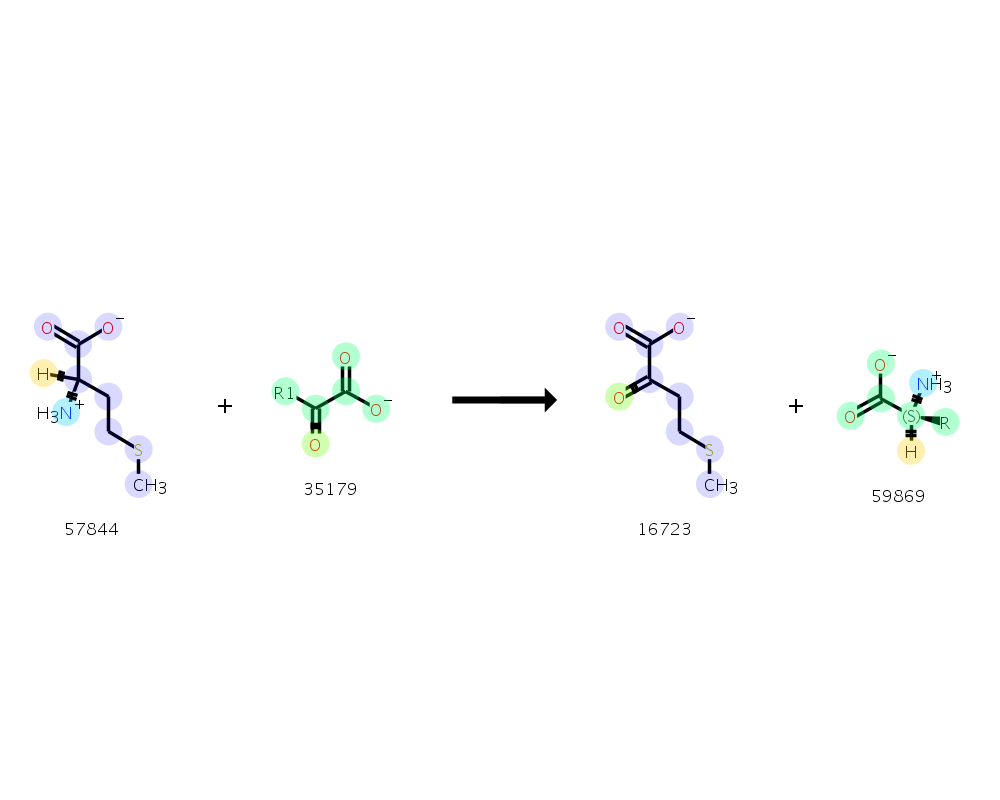 O O −
H
H3N +
S
CH3
57844
+
O
R1
O −
O
35179
O O −
O
S
CH3
16723
+
O −
NH3 +
O (S) R
H
59869